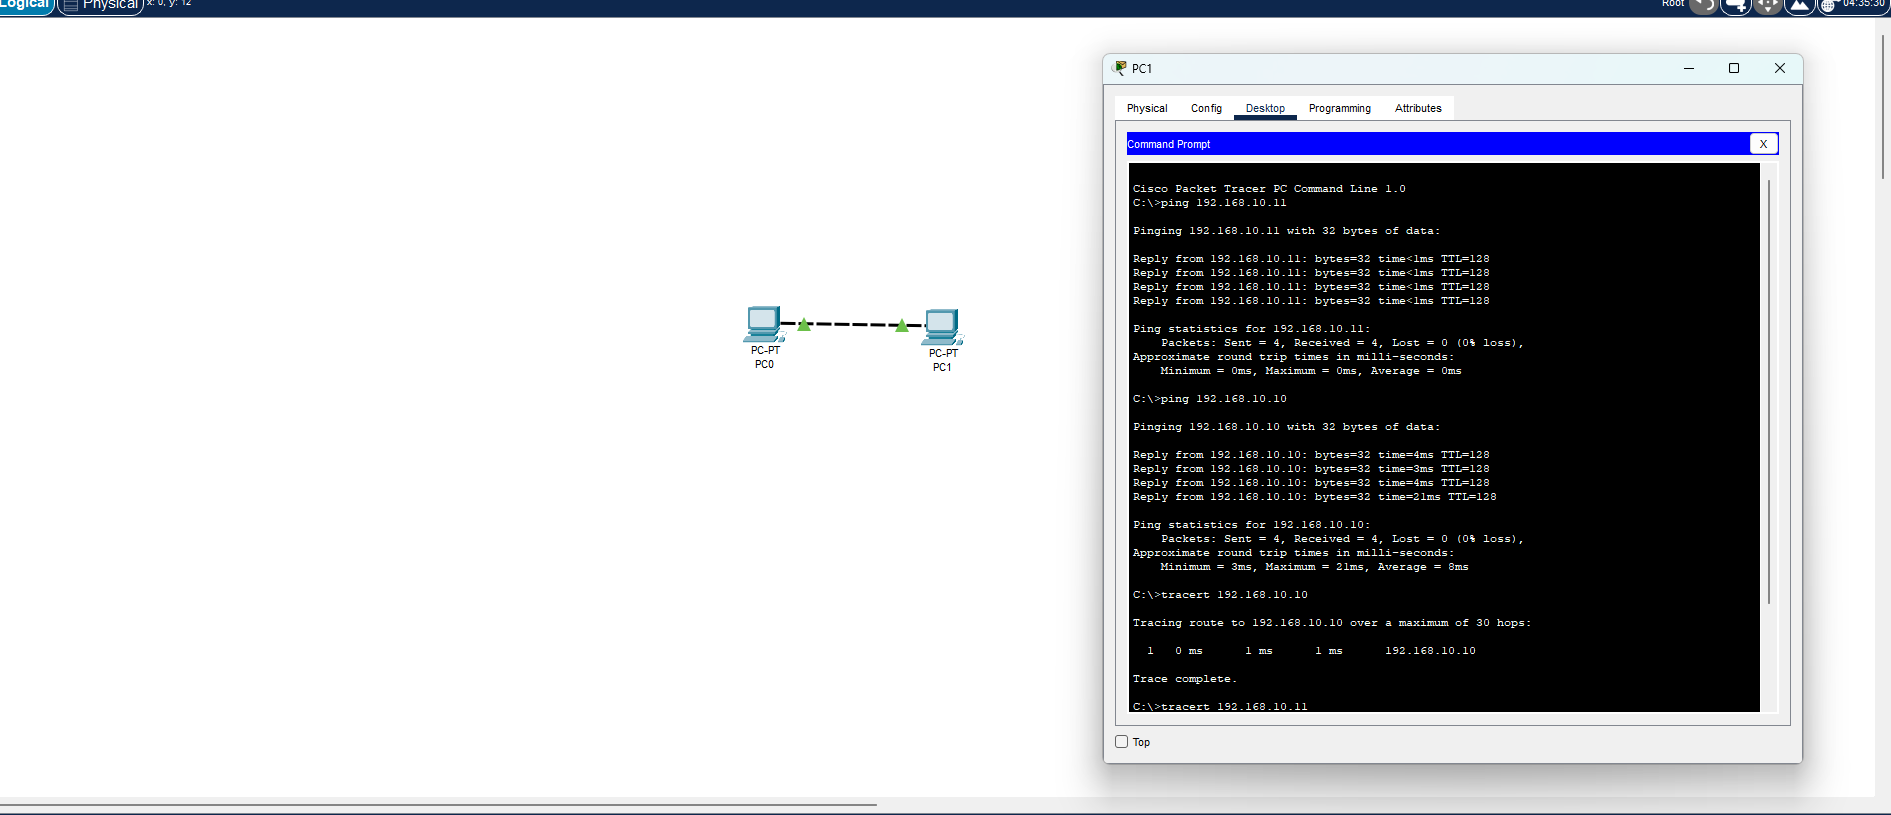 Logical
Physical
x: 0, y: 12
Root
04:35:30
PC1
Physical Config Desktop Programming Attributes
Command Prompt
X
Cisco Packet Tracer PC Command Line 1.0
C:\>ping 192.168.10.11
Pinging 192.168.10.11 with 32 bytes of data:
Reply from 192.168.10.11: bytes=32 time<1ms TTL=128
Reply from 192.168.10.11: bytes=32 time<1ms TTL=128
Reply from 192.168.10.11: bytes=32 time<1ms TTL=128
Reply from 192.168.10.11: bytes=32 time<1ms TTL=128
Ping statistics for 192.168.10.11:
Packets: Sent = 4, Received = 4, Lost = 0 (0% loss),
Approximate round trip times in milli-seconds:
Minimum = 0ms, Maximum = 0ms, Average = 0ms
C:\>ping 192.168.10.10
Pinging 192.168.10.10 with 32 bytes of data:
Reply from 192.168.10.10: bytes=32 time=4ms TTL=128
Reply from 192.168.10.10: bytes=32 time=3ms TTL=128
Reply from 192.168.10.10: bytes=32 time=4ms TTL=128
Reply from 192.168.10.10: bytes=32 time=21ms TTL=128
Ping statistics for 192.168.10.10:
Packets: Sent = 4, Received = 4, Lost = 0 (0% loss),
Approximate round trip times in milli-seconds:
Minimum = 3ms, Maximum = 21ms, Average = 8ms
C:\>tracert 192.168.10.10
Tracing route to 192.168.10.10 over a maximum of 30 hops:
1 0 ms 1 ms 1 ms 192.168.10.10
Trace complete.
C:\>tracert 192.168.10.11
Top
PC-PT
PC0
PC-PT
PC1